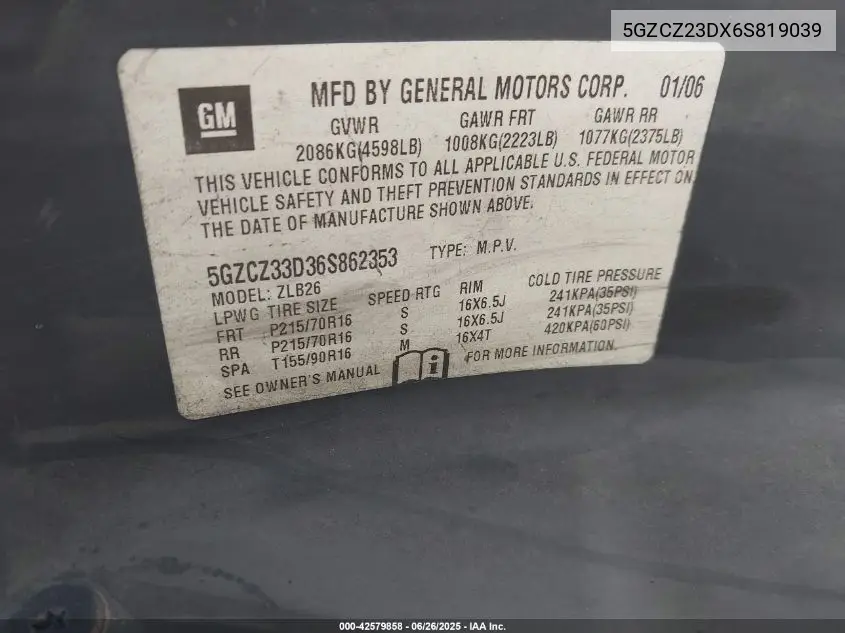 5GZCZ23DX6S819039
GM
MFD BY GENERAL MOTORS CORP. 01/06
GVWR GAWR FRT GAWR RR
2086KG(4598LB) 1008KG(2223LB) 1077KG(2375LB)
THIS VEHICLE CONFORMS TO ALL APPLICABLE U.S. FEDERAL MOTOR
VEHICLE SAFETY AND THEFT PREVENTION STANDARDS IN EFFECT ON
THE DATE OF MANUFACTURE SHOWN ABOVE.
5GZCZ33D36S862353 TYPE: M.P.V.
MODEL: ZLB26
LPWG TIRE SIZE SPEED RTG RIM COLD TIRE PRESSURE
FRT P215/70R16 S 16X6.5J 241KPA(35PSI)
RR P215/70R16 S 16X6.5J 241KPA(35PSI)
SPA T155/90R16 M 16X4T 420KPA(60PSI)
SEE OWNER'S MANUAL i FOR MORE INFORMATION.
000-42579858 - 06/26/2025 - IAA Inc.